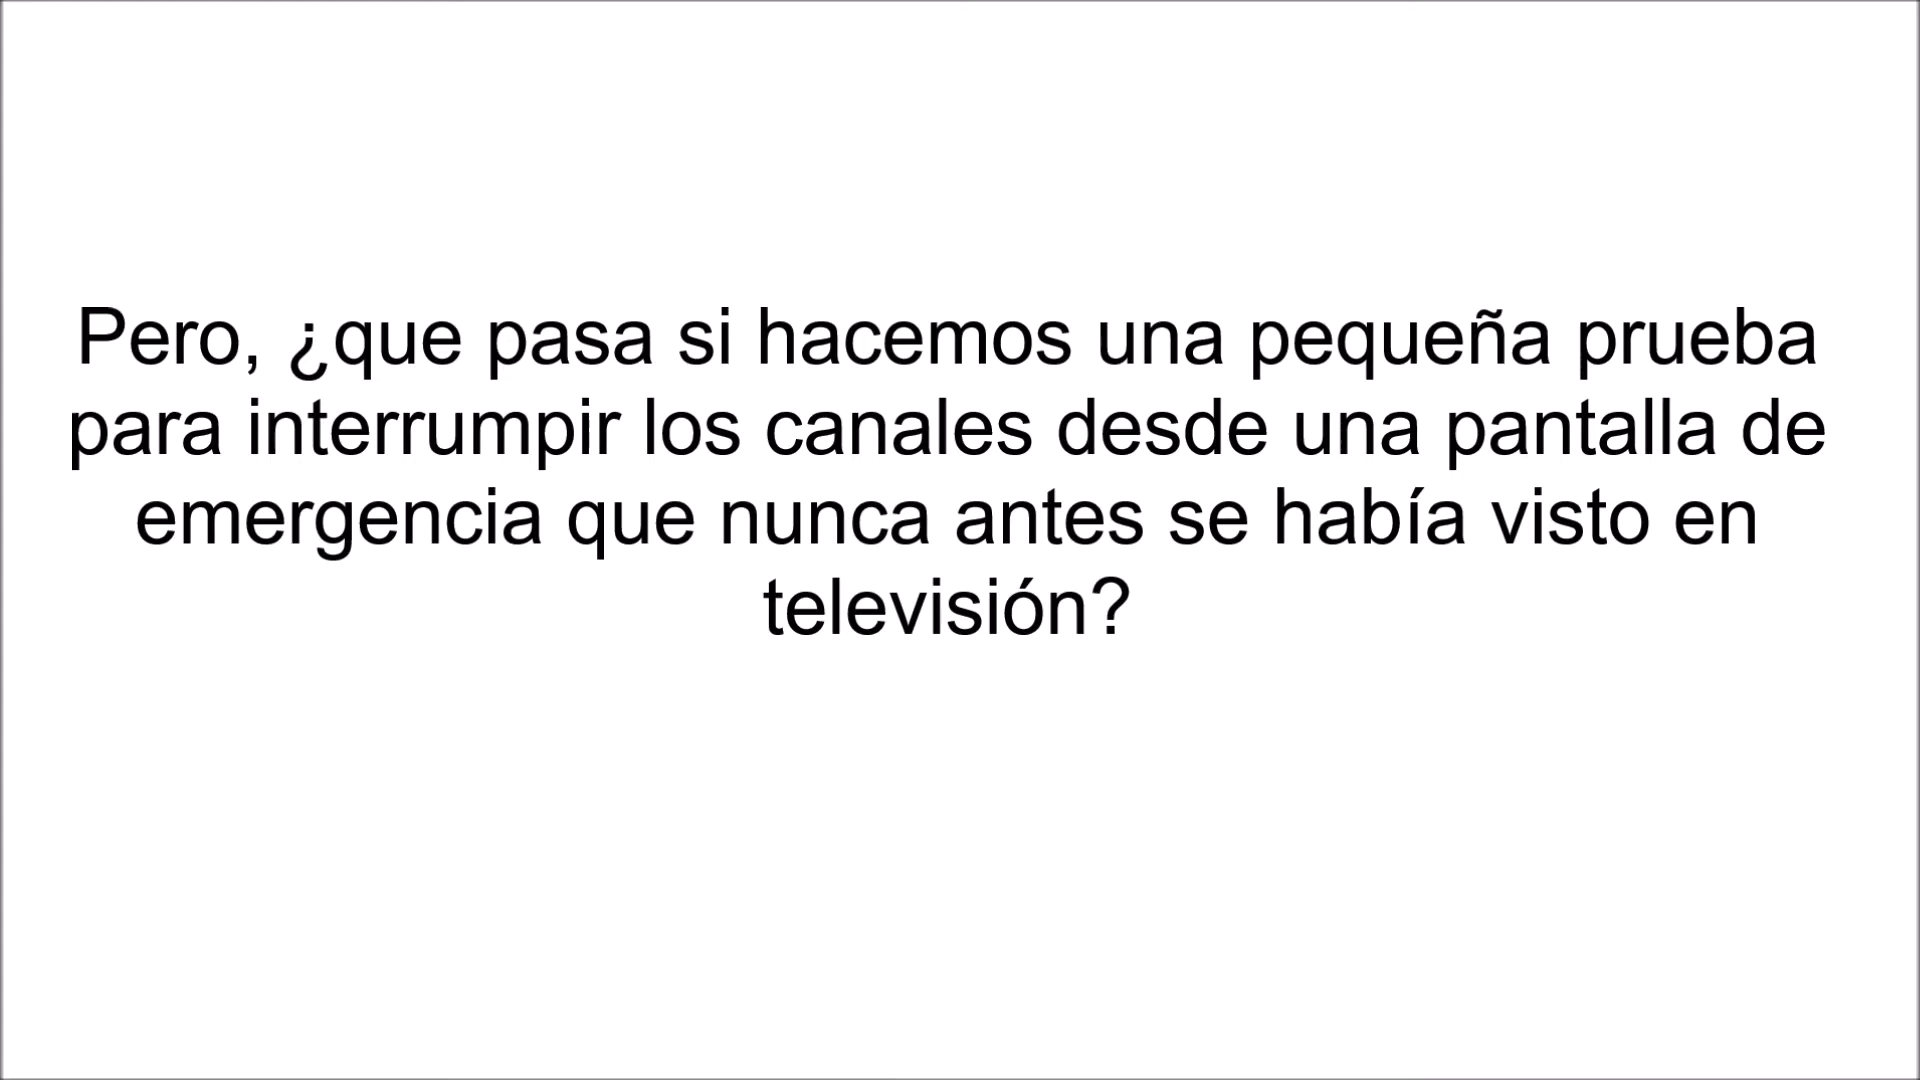 Pero, ¿que pasa si hacemos una pequeña prueba
para interrumpir los canales desde una pantalla de
emergencia que nunca antes se había visto en
televisión?